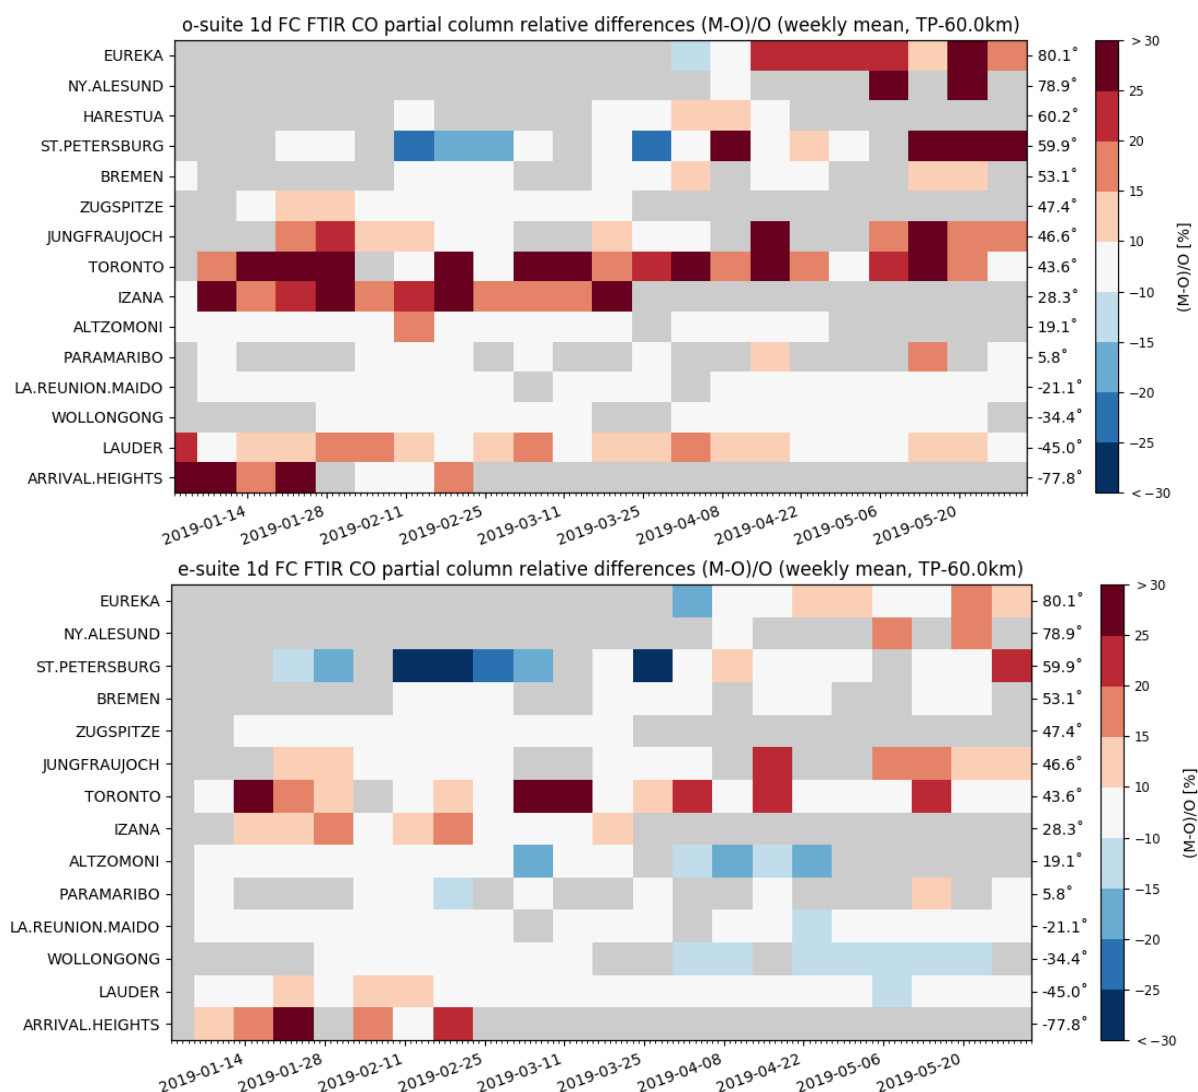 o-suite 1d FC FTIR CO partial column relative differences (M-O)/O (weekly mean, TP-60.0km)
EUREKA 80.1˚ > 30
NY.ALESUND 78.9˚ 25
HARESTUA 60.2˚
ST.PETERSBURG 59.9˚ 20
BREMEN 53.1˚ 15
ZUGSPITZE 47.4˚
JUNGFRAUJOCH 46.6˚ 10
TORONTO 43.6˚ (M-O)/O [%]
IZANA 28.3˚ −10
ALTZOMONI 19.1˚
PARAMARIBO 5.8˚ −15
LA.REUNION.MAIDO -21.1˚ −20
WOLLONGONG -34.4˚
LAUDER -45.0˚ −25
ARRIVAL.HEIGHTS -77.8˚ < −30
2019-01-14 2019-01-28 2019-02-11 2019-02-25 2019-03-11 2019-03-25 2019-04-08 2019-04-22 2019-05-06 2019-05-20
e-suite 1d FC FTIR CO partial column relative differences (M-O)/O (weekly mean, TP-60.0km)
EUREKA 80.1˚ > 30
NY.ALESUND 78.9˚ 25
ST.PETERSBURG 59.9˚
BREMEN 53.1˚ 20
ZUGSPITZE 47.4˚ 15
JUNGFRAUJOCH 46.6˚
TORONTO 43.6˚ 10
IZANA 28.3˚ (M-O)/O [%]
ALTZOMONI 19.1˚ −10
PARAMARIBO 5.8˚ −15
LA.REUNION.MAIDO -21.1˚
WOLLONGONG -34.4˚ −20
LAUDER -45.0˚ −25
ARRIVAL.HEIGHTS -77.8˚ <−30
2019-01-14 2019-01-28 2019-02-11 2019-02-25 2019-03-11 2019-03-25 2019-04-08 2019-04-22 2019-05-06 2019-05-20